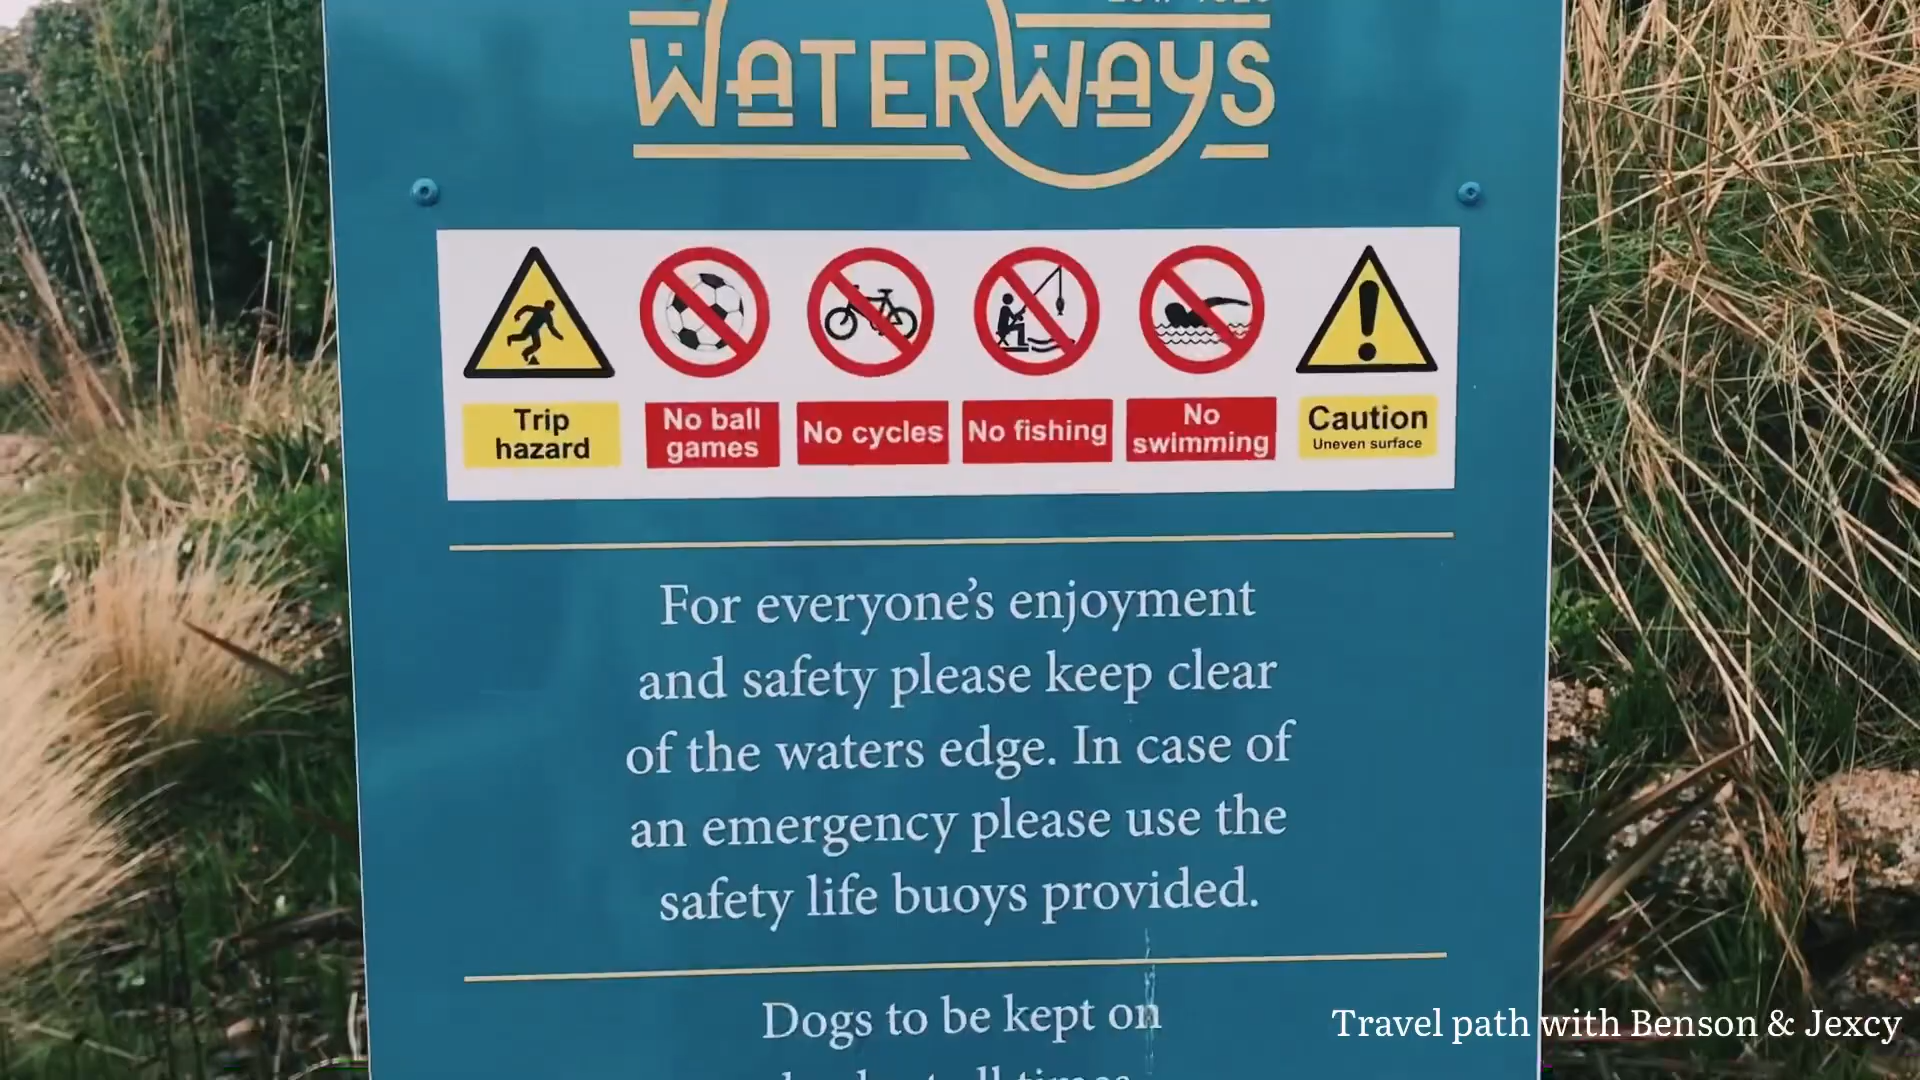 WATERWAYS
Trip
hazard
No ball
games
No cycles
No fishing
No
swimming
Caution
Uneven surface
For everyone’s enjoyment
and safety please keep clear
of the waters edge. In case of
an emergency please use the
safety life buoys provided.
Dogs to be kept on
Travel path with Benson & Jexcy